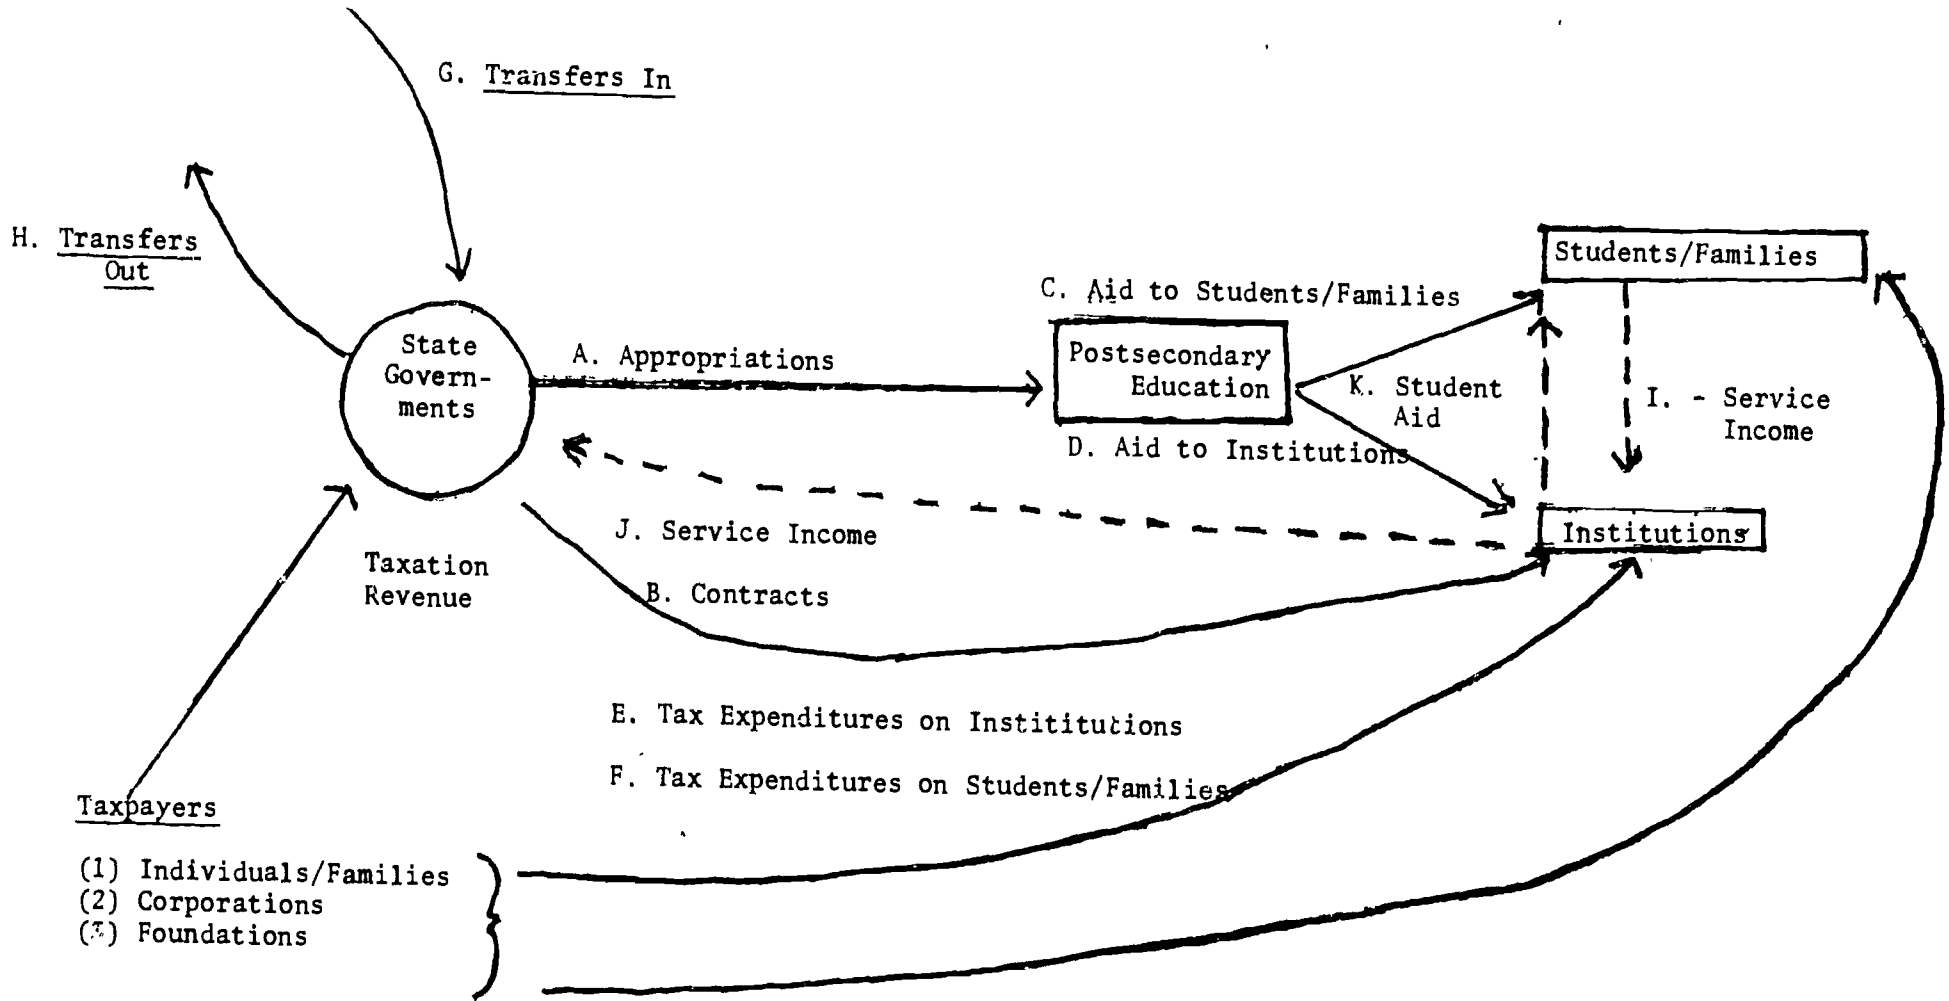 G. Transfers In
H. Transfers
Out
State
Govern-
ments
A. Appropriations
C. Aid to Students/Families
Postsecondary
Education
D. Aid to Institutions
K. Student
Aid
Students/Families
I. - Service
Income
Institutions
J. Service Income
B. Contracts
Taxation
Revenue
E. Tax Expenditures on Instititutions
F. Tax Expenditures on Students/Families
Taxpayers
(1) Individuals/Families
(2) Corporations
(3) Foundations